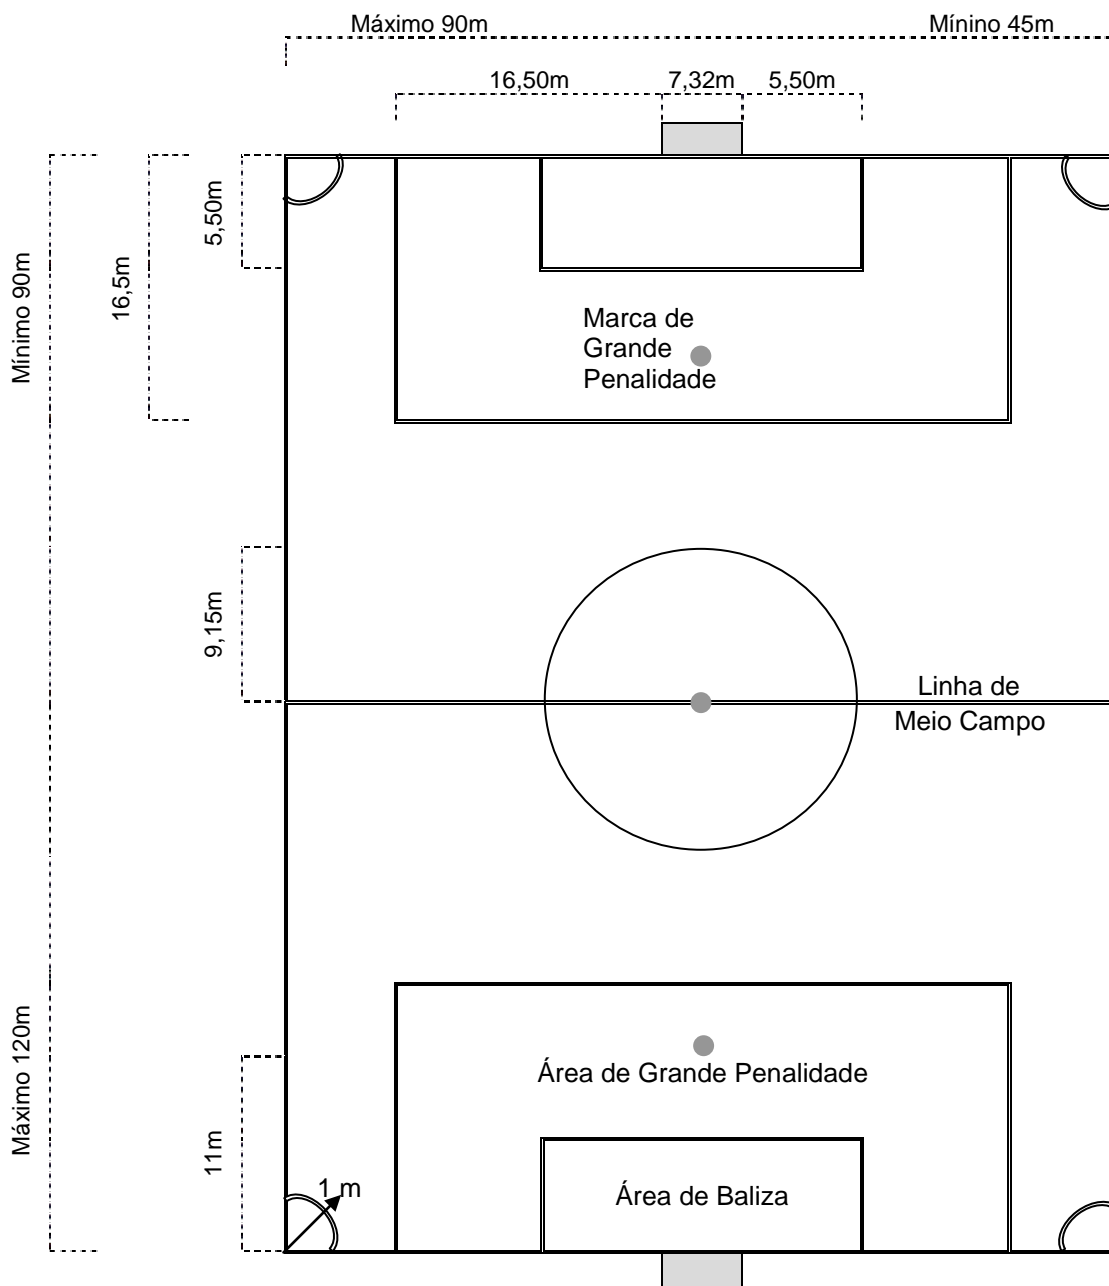 Máximo 90m
Mínino 45m
16,50m
7,32m
5,50m
5,50m
16,5m
Mínimo 90m
Marca de
Grande
Penalidade
9,15m
Linha de
Meio Campo
Máximo 120m
11m
Área de Grande Penalidade
1 m
Área de Baliza